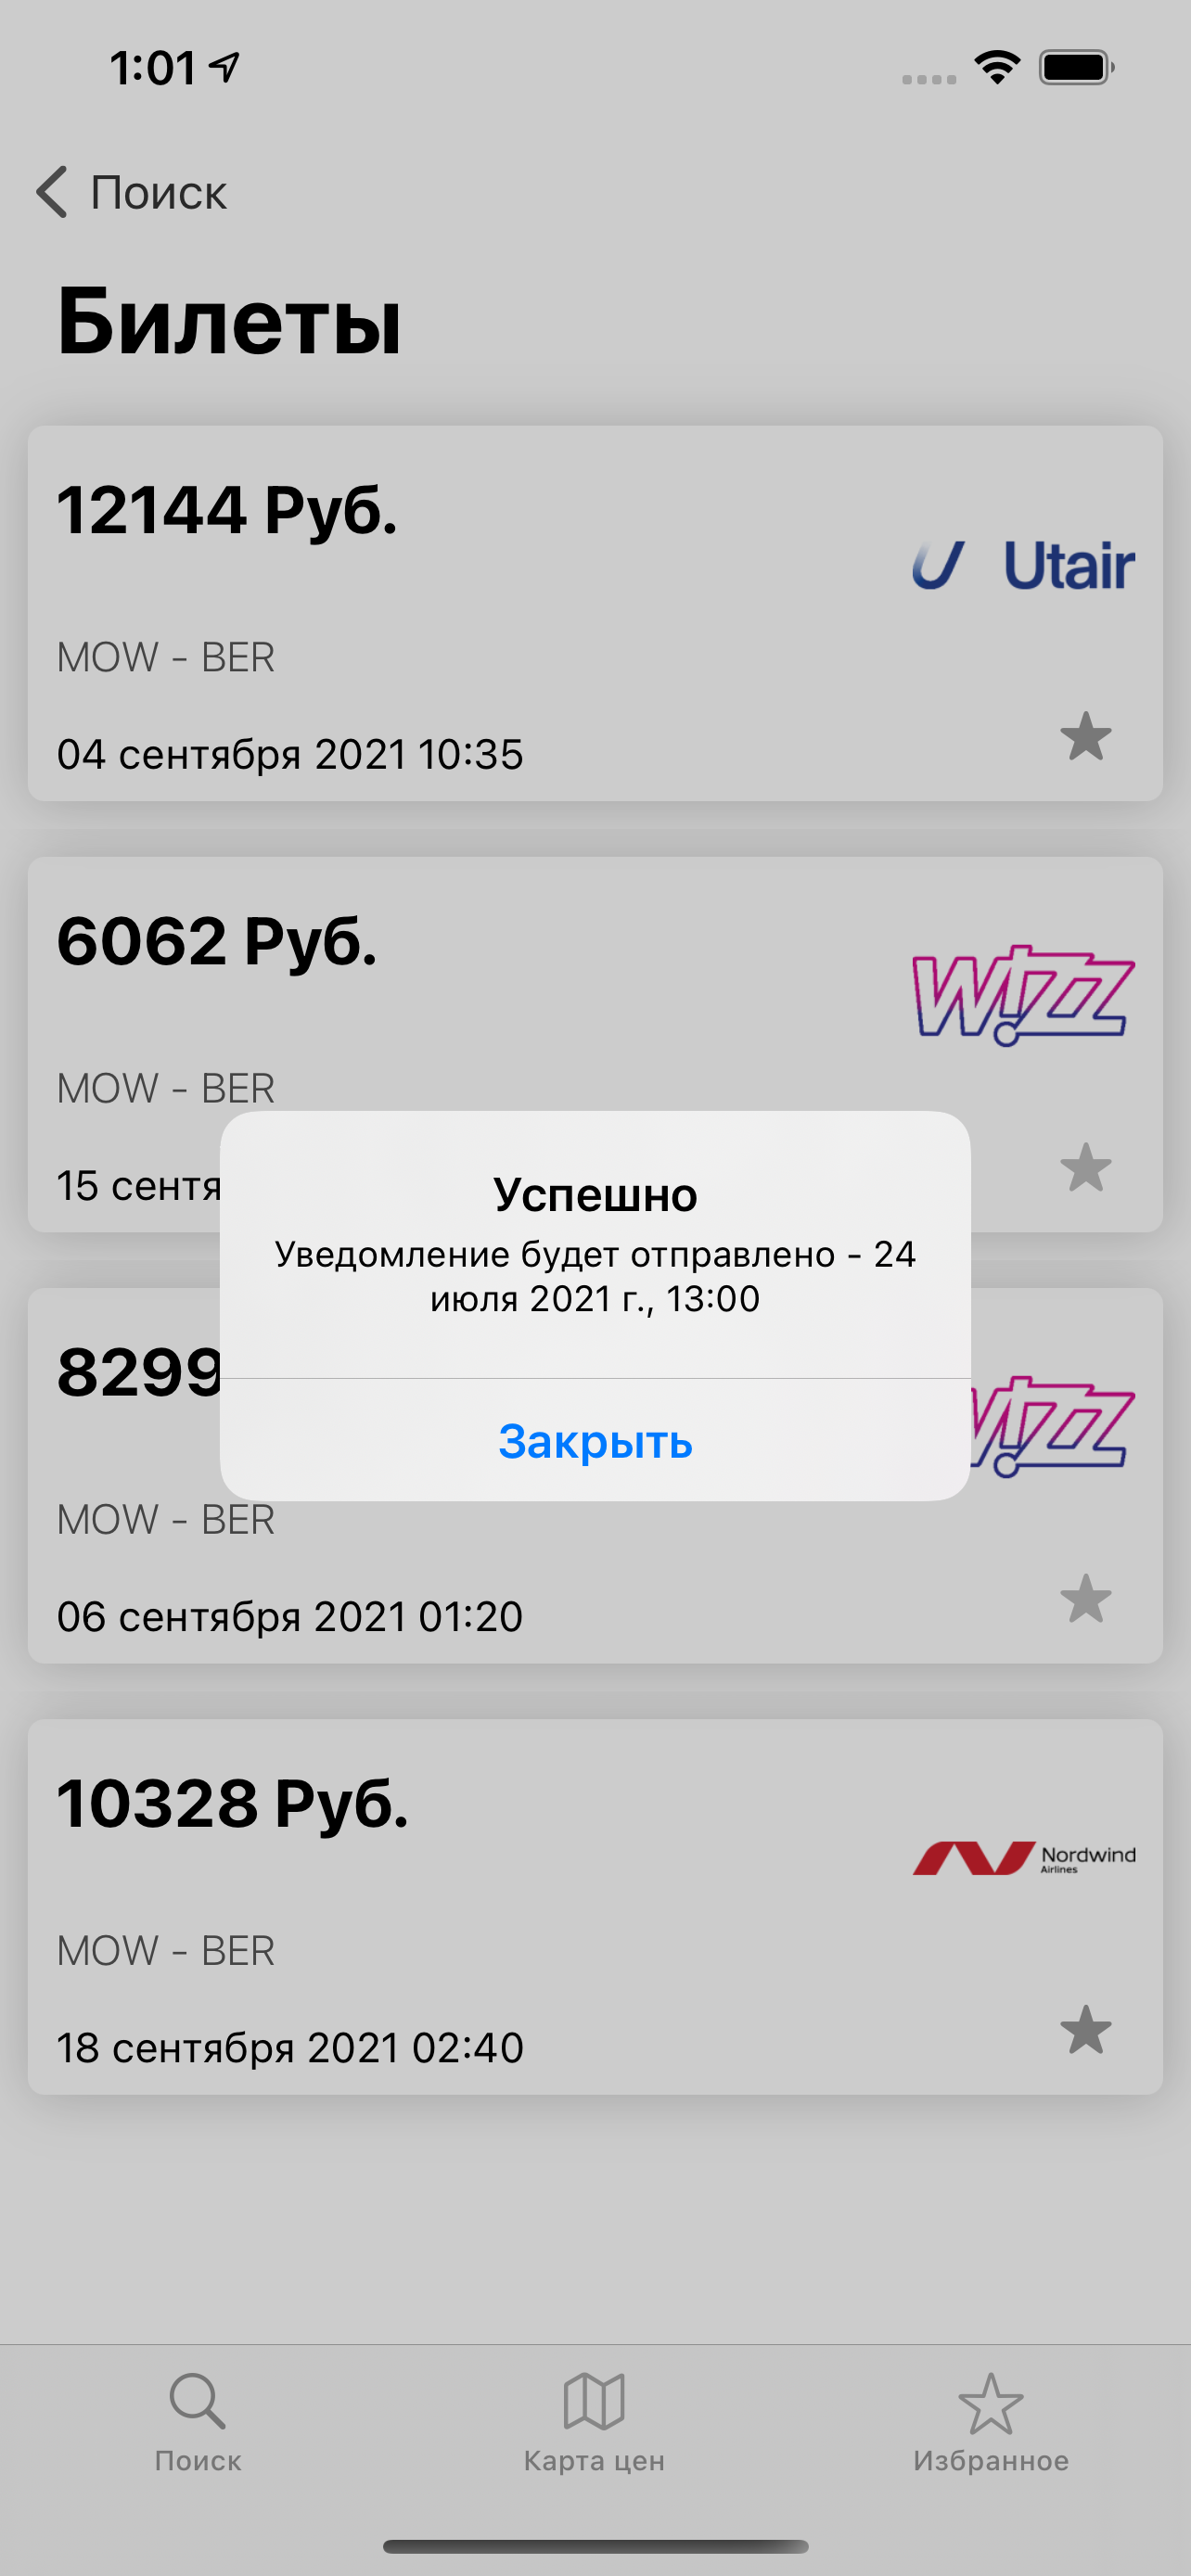 1:01
Поиск
Билеты
12144 Руб.
Utair
MOW - BER
04 сентября 2021 10:35
6062 Руб.
W!ZZ
MOW - BER
15 сентя
Успешно
Уведомление будет отправлено - 24
июля 2021 г., 13:00
Закрыть
8299
W!ZZ
MOW - BER
06 сентября 2021 01:20
10328 Руб.
Nordwind
Airlines
MOW - BER
18 сентября 2021 02:40
Поиск
Карта цен
Избранное